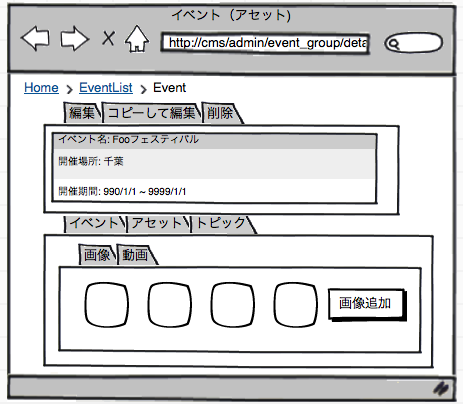 イベント（アセット）
http://cms/admin/event_group/deta
Home > EventList > Event
編集 コピーして編集 削除
イベント名: Fooフェスティバル
開催場所: 千葉
開催期間: 990/1/1 ~ 9999/1/1
イベント アセット トピック
画像 動画
画像追加